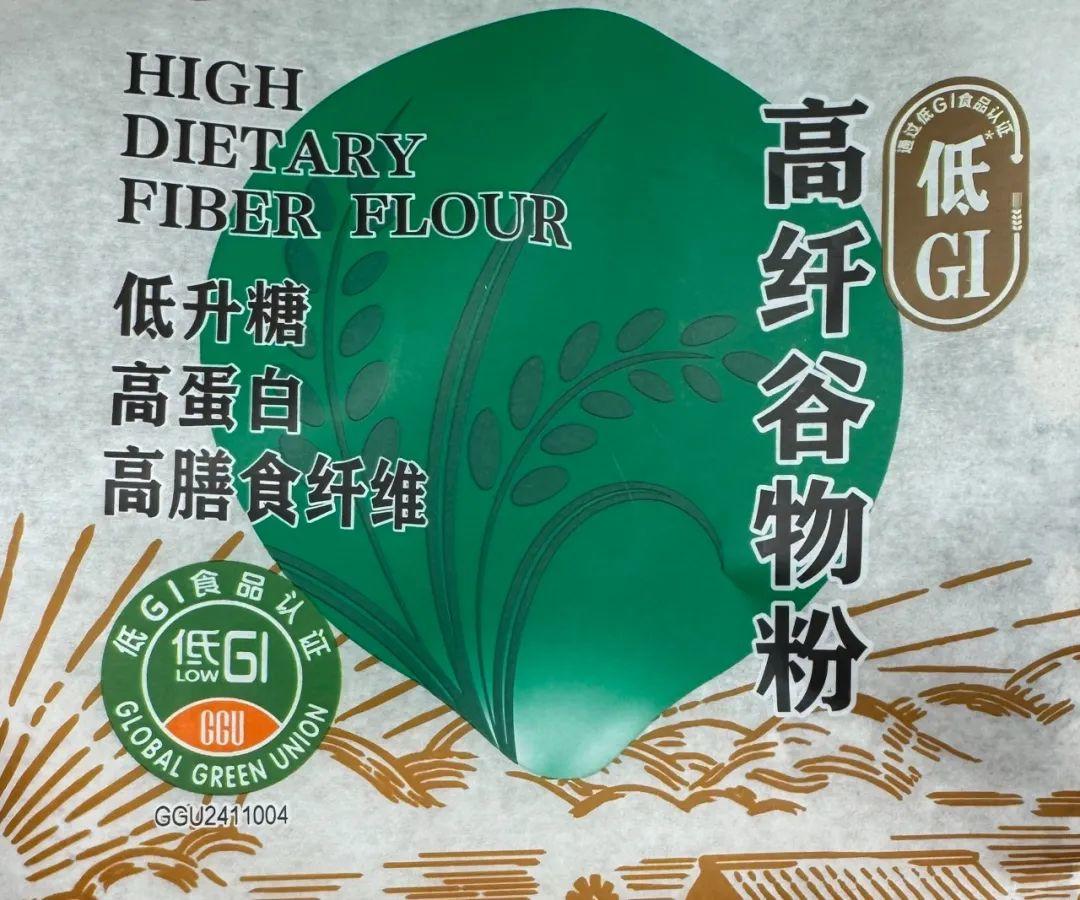 HIGH
DIETARY
FIBER FLOUR
低升糖
高蛋白
高膳食纤维
高纤谷物粉
通过低GI食品认证
低*
GI
低GI食品认证
低GI
LOW
GGU
GLOBAL GREEN UNION
GGU2411004